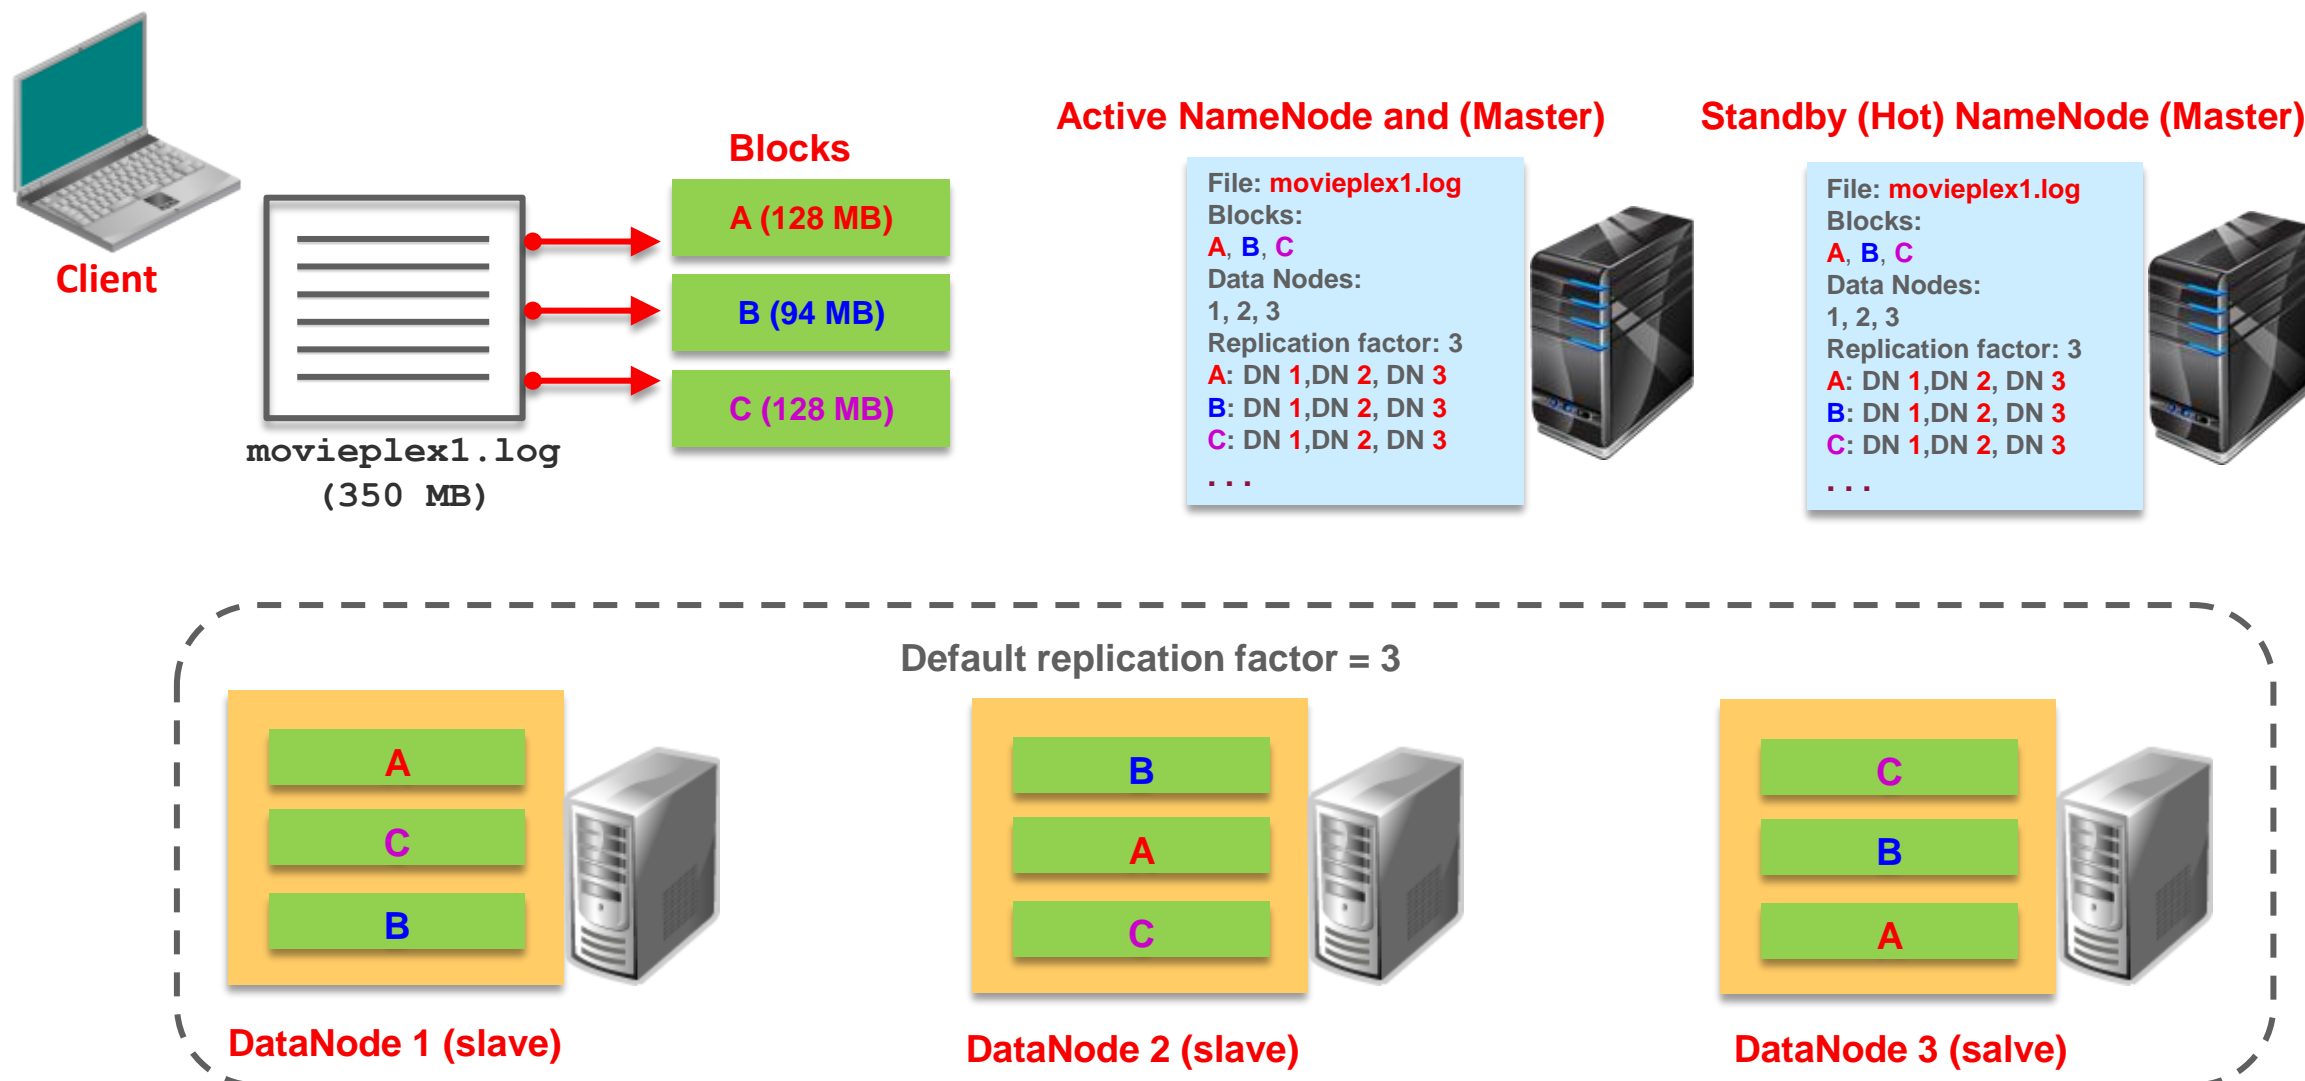 Client
movieplex1.log
(350 MB)
Blocks
A (128 MB)
B (94 MB)
C (128 MB)
Active NameNode and (Master)
File: movieplex1.log
Blocks:
A, B, C
Data Nodes:
1, 2, 3
Replication factor: 3
A: DN 1,DN 2, DN 3
B: DN 1,DN 2, DN 3
C: DN 1,DN 2, DN 3
. . .
Standby (Hot) NameNode (Master)
File: movieplex1.log
Blocks:
A, B, C
Data Nodes:
1, 2, 3
Replication factor: 3
A: DN 1,DN 2, DN 3
B: DN 1,DN 2, DN 3
C: DN 1,DN 2, DN 3
. . .
Default replication factor = 3
A
C
B
DataNode 1 (slave)
B
A
C
DataNode 2 (slave)
C
B
A
DataNode 3 (salve)